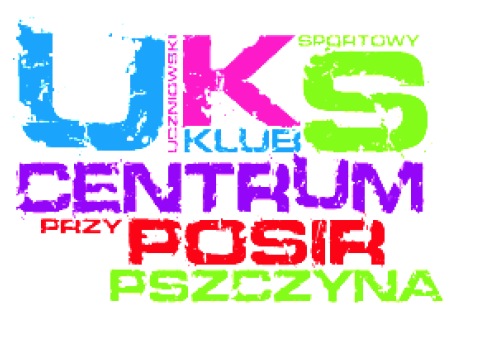 UKS
UCZNIOWSKI
SPORTOWY
KLUB
CENTRUM
PRZY POSIR
PSZCZYNA